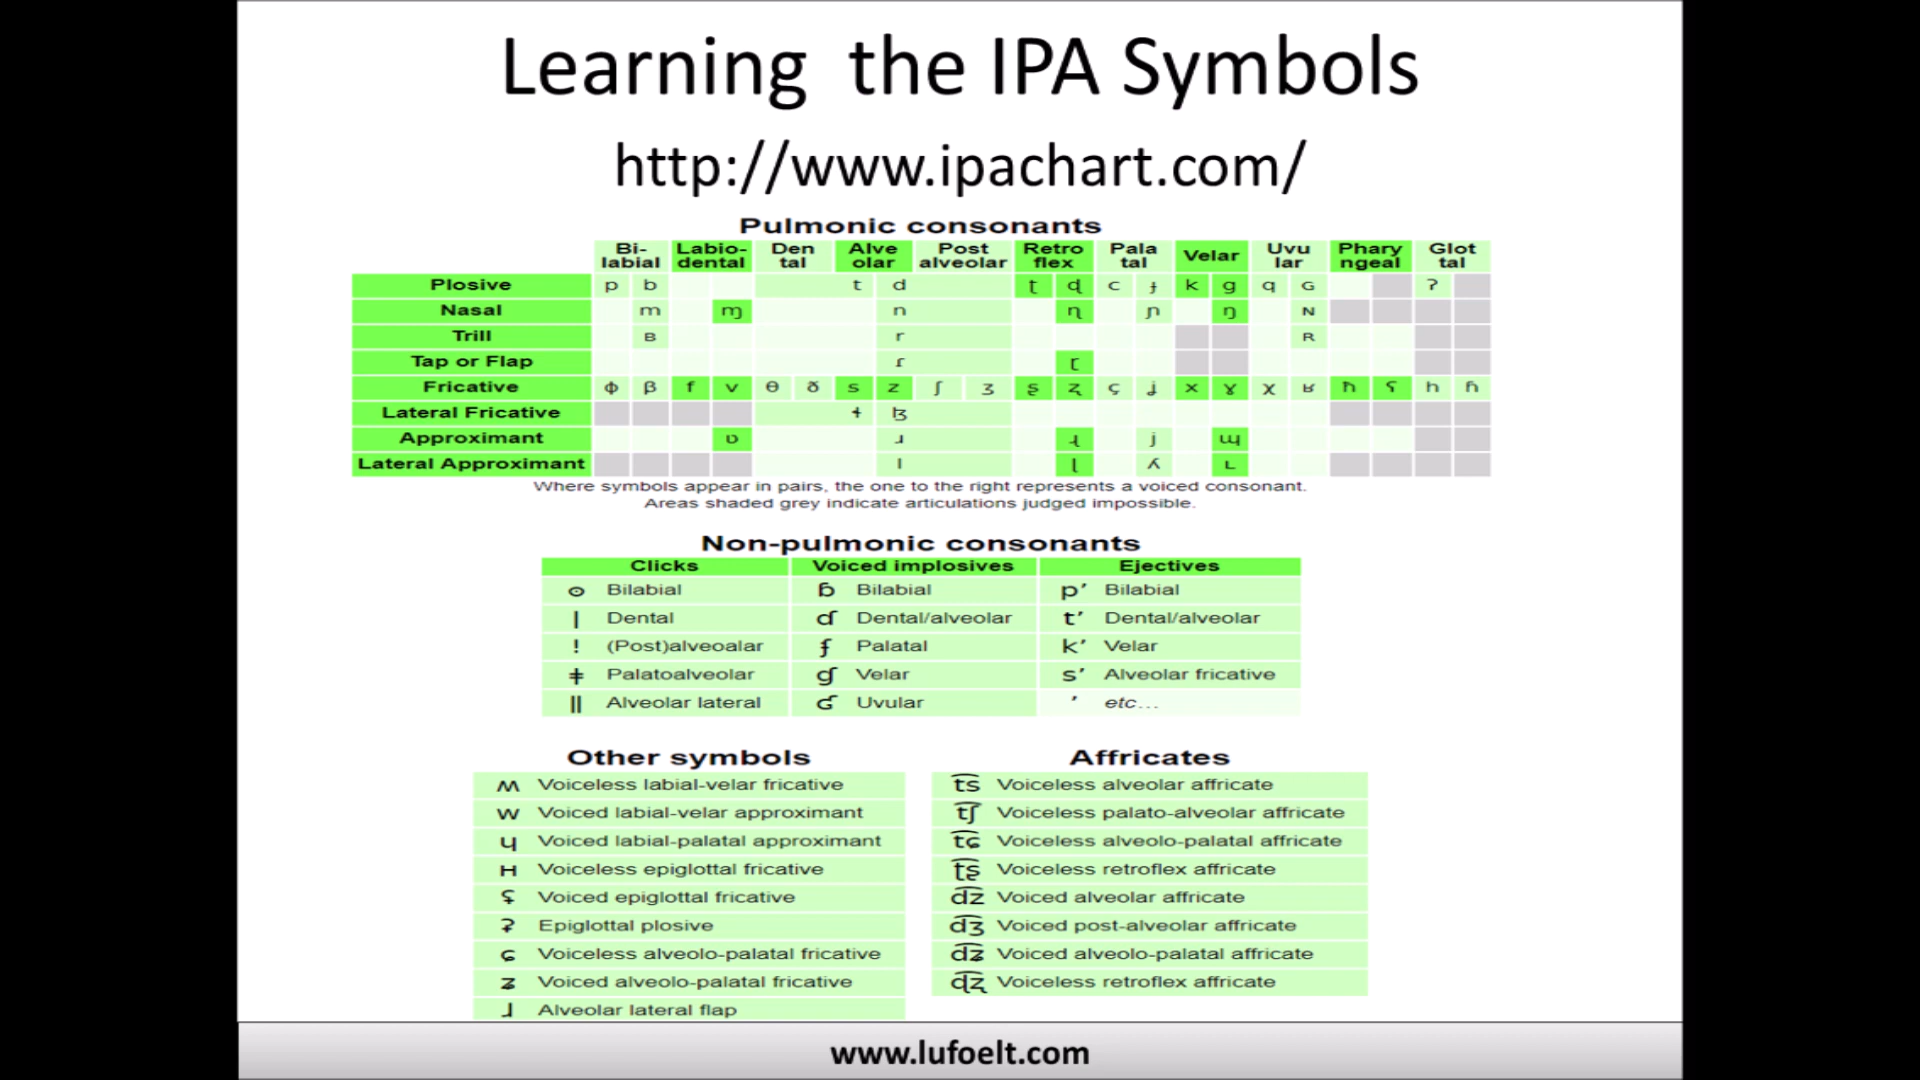 Learning the IPA Symbols
http://www.ipachart.com/
Pulmonic consonants
Bi-labial Labio-dental Den tal Alve olar Post alveolar Retro flex Pala tal Velar Uvu lar Phary ngeal Glot tal
Plosive p b t d ʈ ɖ c ɟ k ɡ q ɢ ʔ
Nasal m ɱ n ɳ ɲ ŋ ɴ
Trill ʙ r ʀ
Tap or Flap ɾ ɽ
Fricative ɸ β f v θ ð s z ʃ ʒ ʂ ʐ ç ʝ x ɣ χ ʁ ħ ʕ h ɦ
Lateral Fricative ɬ ɮ
Approximant ʋ ɹ ɻ j ɰ
Lateral Approximant l ɭ ʎ ʟ
Where symbols appear in pairs, the one to the right represents a voiced consonant.
Areas shaded grey indicate articulations judged impossible.
Non-pulmonic consonants
Clicks Voiced implosives Ejectives
ʘ Bilabial ɓ Bilabial pʼ Bilabial
ǀ Dental ɗ Dental/alveolar tʼ Dental/alveolar
ǃ (Post)alveoalar ʄ Palatal kʼ Velar
ǂ Palatoalveolar ɠ Velar sʼ Alveolar fricative
ǁ Alveolar lateral ʛ Uvular ʼ etc…
Other symbols Affricates
ʍ Voiceless labial-velar fricative t͡s Voiceless alveolar affricate
w Voiced labial-velar approximant t͡ʃ Voiceless palato-alveolar affricate
ɥ Voiced labial-palatal approximant t͡ɕ Voiceless alveolo-palatal affricate
ʜ Voiceless epiglottal fricative ʈ͡ʂ Voiceless retroflex affricate
ʢ Voiced epiglottal fricative d͡z Voiced alveolar affricate
ʡ Epiglottal plosive d͡ʒ Voiced post-alveolar affricate
ɕ Voiceless alveolo-palatal fricative d͡ʑ Voiced alveolo-palatal affricate
ʑ Voiced alveolo-palatal fricative ɖ͡ʐ Voiceless retroflex affricate
ɺ Alveolar lateral flap
www.lufoelt.com